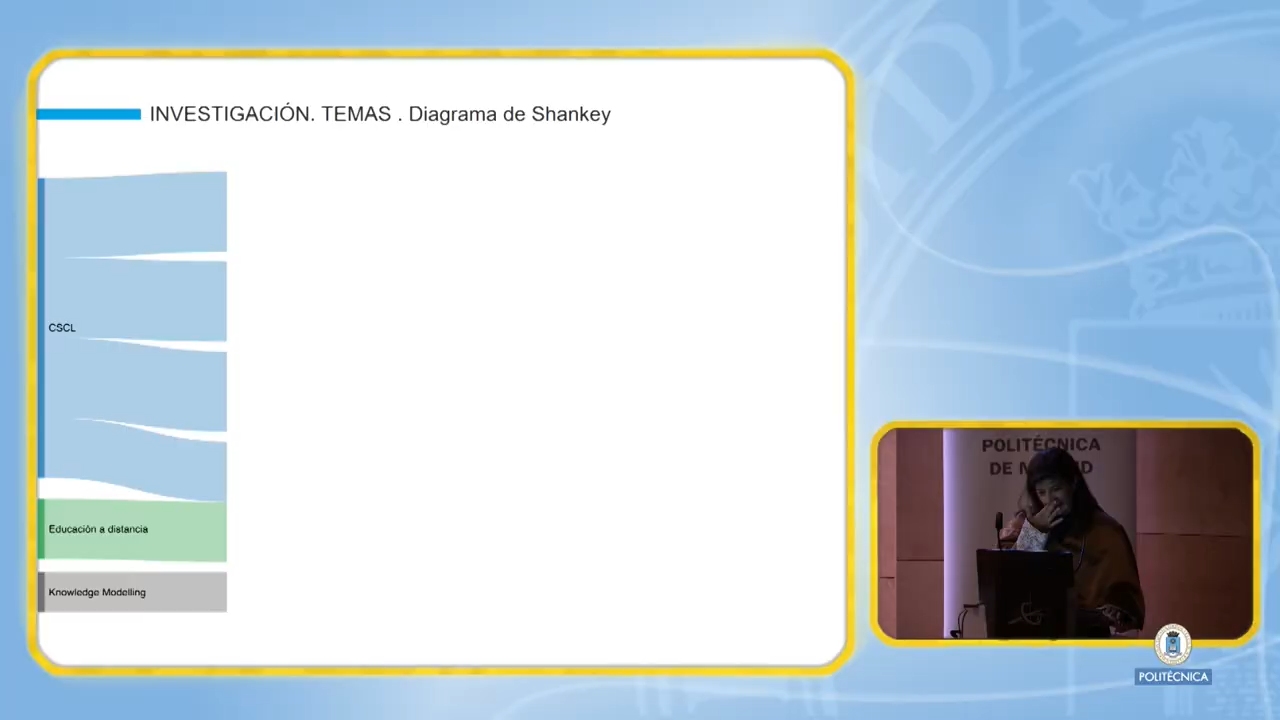 INVESTIGACIÓN. TEMAS . Diagrama de Shankey
CSCL
Educación a distancia
Knowledge Modelling
POLITÉCNICA
POLITÉCNICA